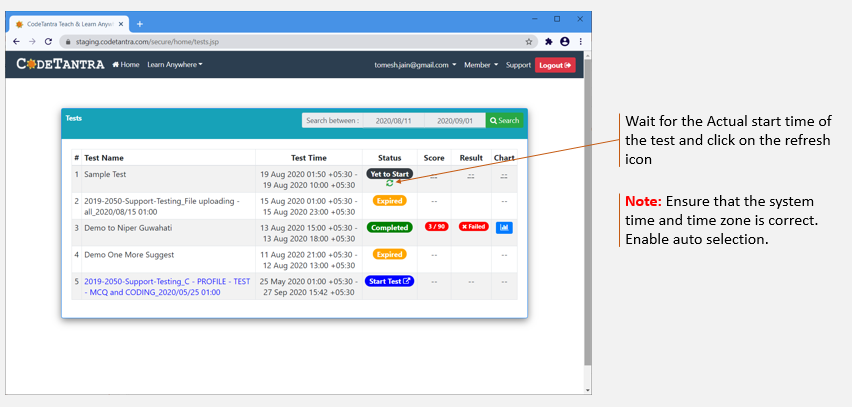 CodeTantra Teach & Learn Anyw
staging.codetantra.com/secure/home/tests.jsp
CODETANTRA Home Learn Anywhere tomesh.jain@gmail.com Member Support Logout
Tests Search between : 2020/08/11 2020/09/01 Search
# Test Name Test Time Status Score Result Chart
1 Sample Test 19 Aug 2020 01:50 +05:30 - Yet to Start -- -- --
19 Aug 2020 10:00 +05:30
2 2019-2050-Support-Testing_File uploading - 15 Aug 2020 01:00 +05:30 - Expired -- -- --
all_2020/08/15 01:00 15 Aug 2020 23:00 +05:30
3 Demo to Niper Guwahati 13 Aug 2020 15:00 +05:30 - Completed 3 / 90 Failed
13 Aug 2020 18:00 +05:30
4 Demo One More Suggest 11 Aug 2020 21:00 +05:30 - Expired -- -- --
12 Aug 2020 13:00 +05:30
5 2019-2050-Support-Testing_C - PROFILE - TEST 25 May 2020 01:00 +05:30 - Start Test -- -- --
- MCQ and CODING_2020/05/25 01:00 27 Sep 2020 15:42 +05:30
Wait for the Actual start time of
the test and click on the refresh
icon
Note: Ensure that the system
time and time zone is correct.
Enable auto selection.